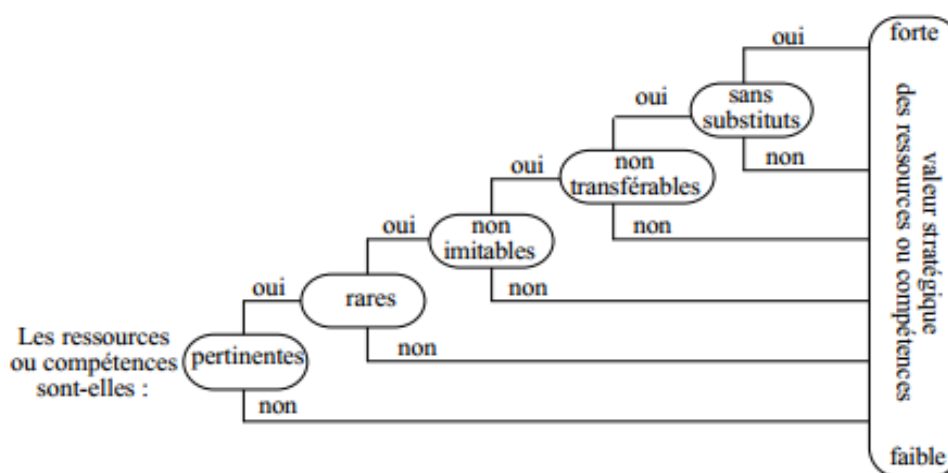 oui
forte
sans
substituts
oui
non
non
transférables
oui
non
non
imitables
oui
non
rares
oui
non
Les ressources
ou compétences
sont-elles :
pertinentes
non
valeur stratégique
des ressources ou compétences
faible